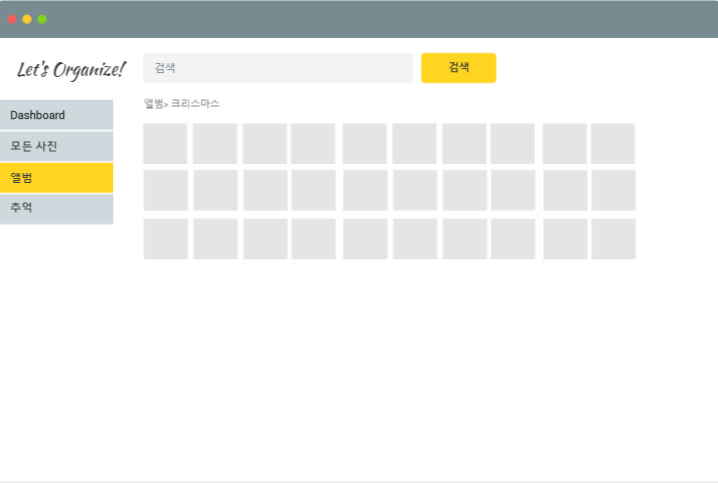 Let's Organize!
검색
검색
앨범> 크리스마스
Dashboard
모든 사진
앨범
추억